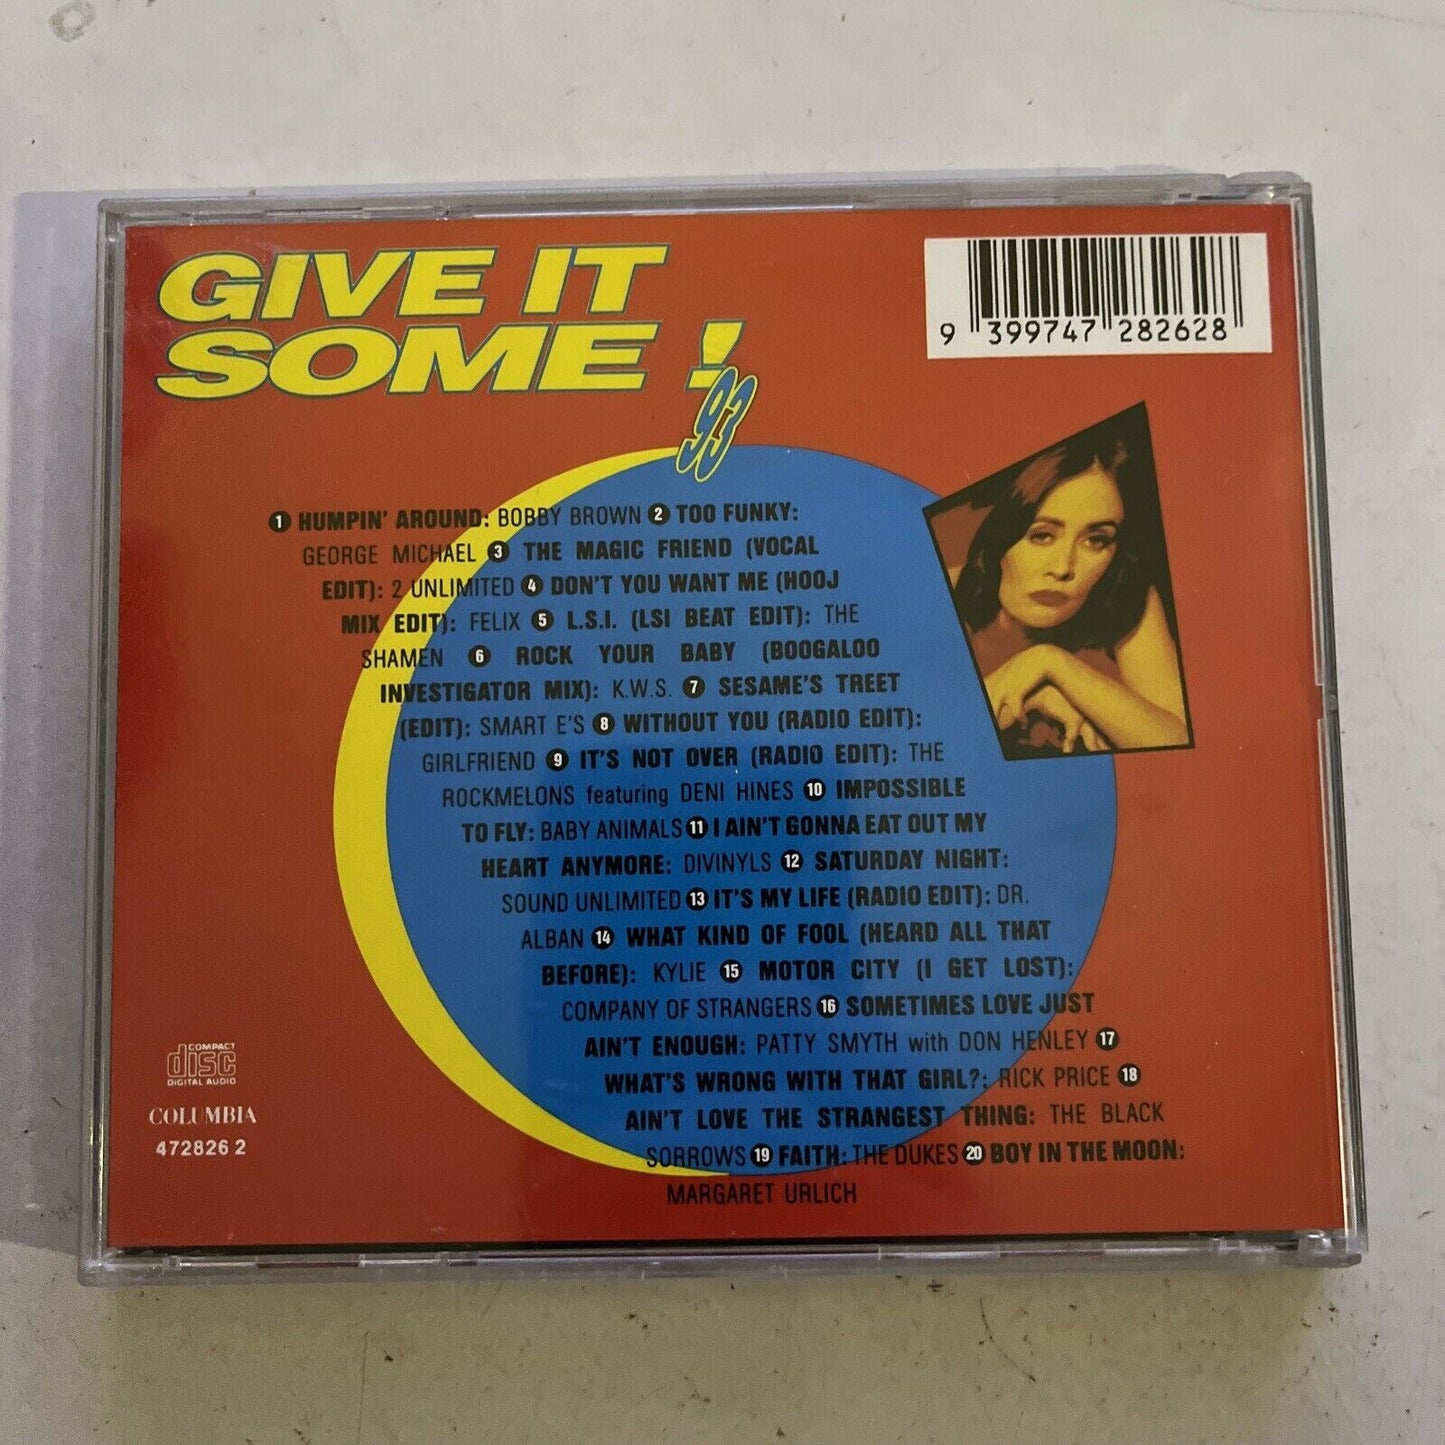 GIVE IT
SOME !
93
9 399747 282628
1 HUMPIN' AROUND: BOBBY BROWN 2 TOO FUNKY:
GEORGE MICHAEL 3 THE MAGIC FRIEND (VOCAL
EDIT): 2 UNLIMITED 4 DON'T YOU WANT ME (HOOJ
MIX EDIT): FELIX 5 L.S.I. (LSI BEAT EDIT): THE
SHAMEN 6 ROCK YOUR BABY (BOOGALOO
INVESTIGATOR MIX): K.W.S. 7 SESAME'S TREET
(EDIT): SMART E'S 8 WITHOUT YOU (RADIO EDIT):
GIRLFRIEND 9 IT'S NOT OVER (RADIO EDIT): THE
ROCKMELONS featuring DENI HINES 10 IMPOSSIBLE
TO FLY: BABY ANIMALS 11 I AIN'T GONNA EAT OUT MY
HEART ANYMORE: DIVINYLS 12 SATURDAY NIGHT:
SOUND UNLIMITED 13 IT'S MY LIFE (RADIO EDIT): DR.
ALBAN 14 WHAT KIND OF FOOL (HEARD ALL THAT
BEFORE): KYLIE 15 MOTOR CITY (I GET LOST):
COMPANY OF STRANGERS 16 SOMETIMES LOVE JUST
AIN'T ENOUGH: PATTY SMYTH with DON HENLEY 17
WHAT'S WRONG WITH THAT GIRL?: RICK PRICE 18
AIN'T LOVE THE STRANGEST THING: THE BLACK
SORROWS 19 FAITH: THE DUKES 20 BOY IN THE MOON:
MARGARET URLICH
COMPACT
disc
DIGITAL AUDIO
COLUMBIA
472826 2